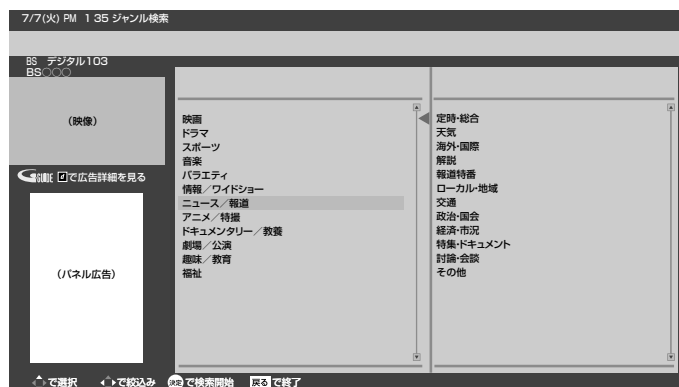 7/7(火) PM 1 35 ジャンル検索
BS デジタル103
BS○○○
(映像)
GGUIDE dで広告詳細を見る
(パネル広告)
映画
ドラマ
スポーツ
音楽
バラエティ
情報／ワイドショー
ニュース／報道
アニメ／特撮
ドキュメンタリー／教養
劇場／公演
趣味／教育
福祉
定時・総合
天気
海外・国際
解説
報道特番
ローカル・地域
交通
政治・国会
経済・市況
特集・ドキュメント
討論・会談
その他
で選択 で絞込み 決定で検索開始 戻るで終了